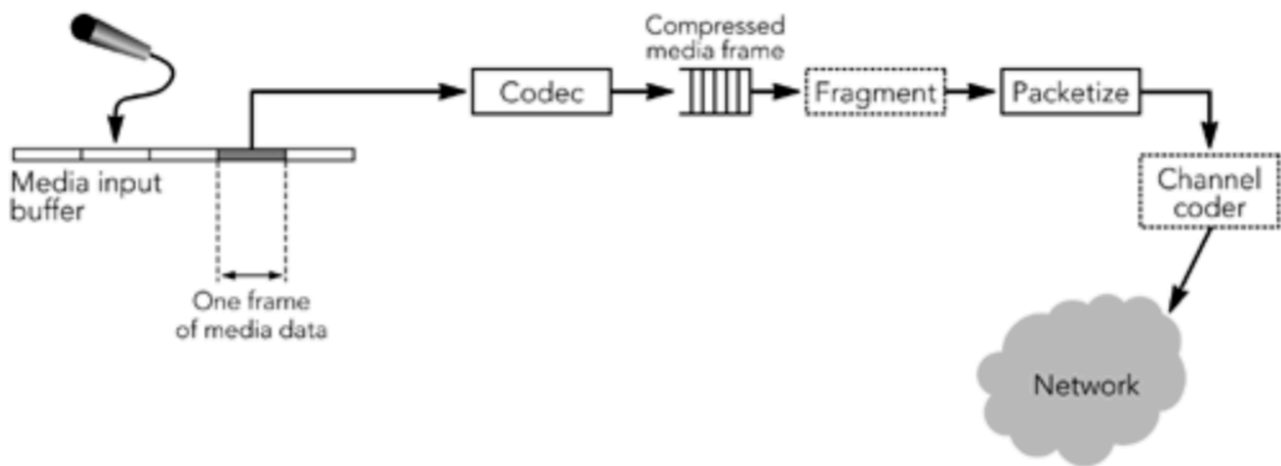 Compressed
media frame
Codec
Fragment
Packetize
Media input
buffer
Channel
coder
One frame
of media data
Network